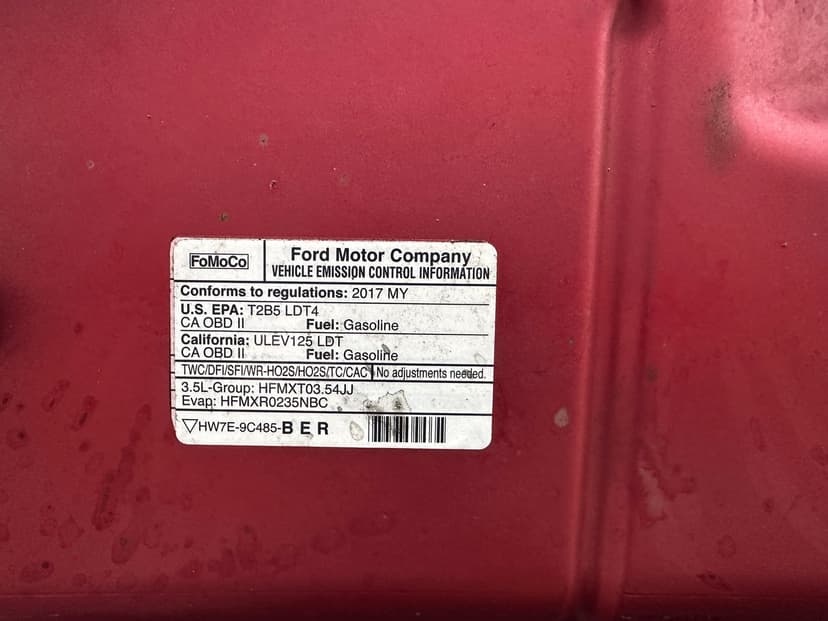 FoMoCo
Ford Motor Company
VEHICLE EMISSION CONTROL INFORMATION
Conforms to regulations: 2017 MY
U.S. EPA: T2B5 LDT4
CA OBD II Fuel: Gasoline
California: ULEV125 LDT
CA OBD II Fuel: Gasoline
TWC/DFI/SFI/WR-HO2S/HO2S/TC/CAC No adjustments needed.
3.5L-Group: HFMXT03.54JJ
Evap: HFMXR0235NBC
HW7E-9C485-BER